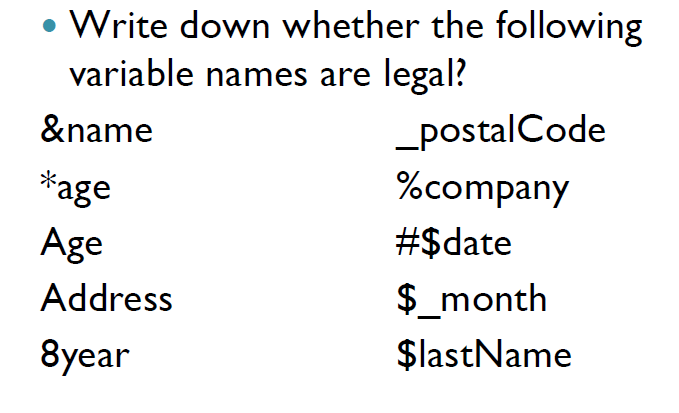 • Write down whether the following
variable names are legal?
&name
*age
Age
Address
8year
_postalCode
%company
#$date
$_month
$lastName